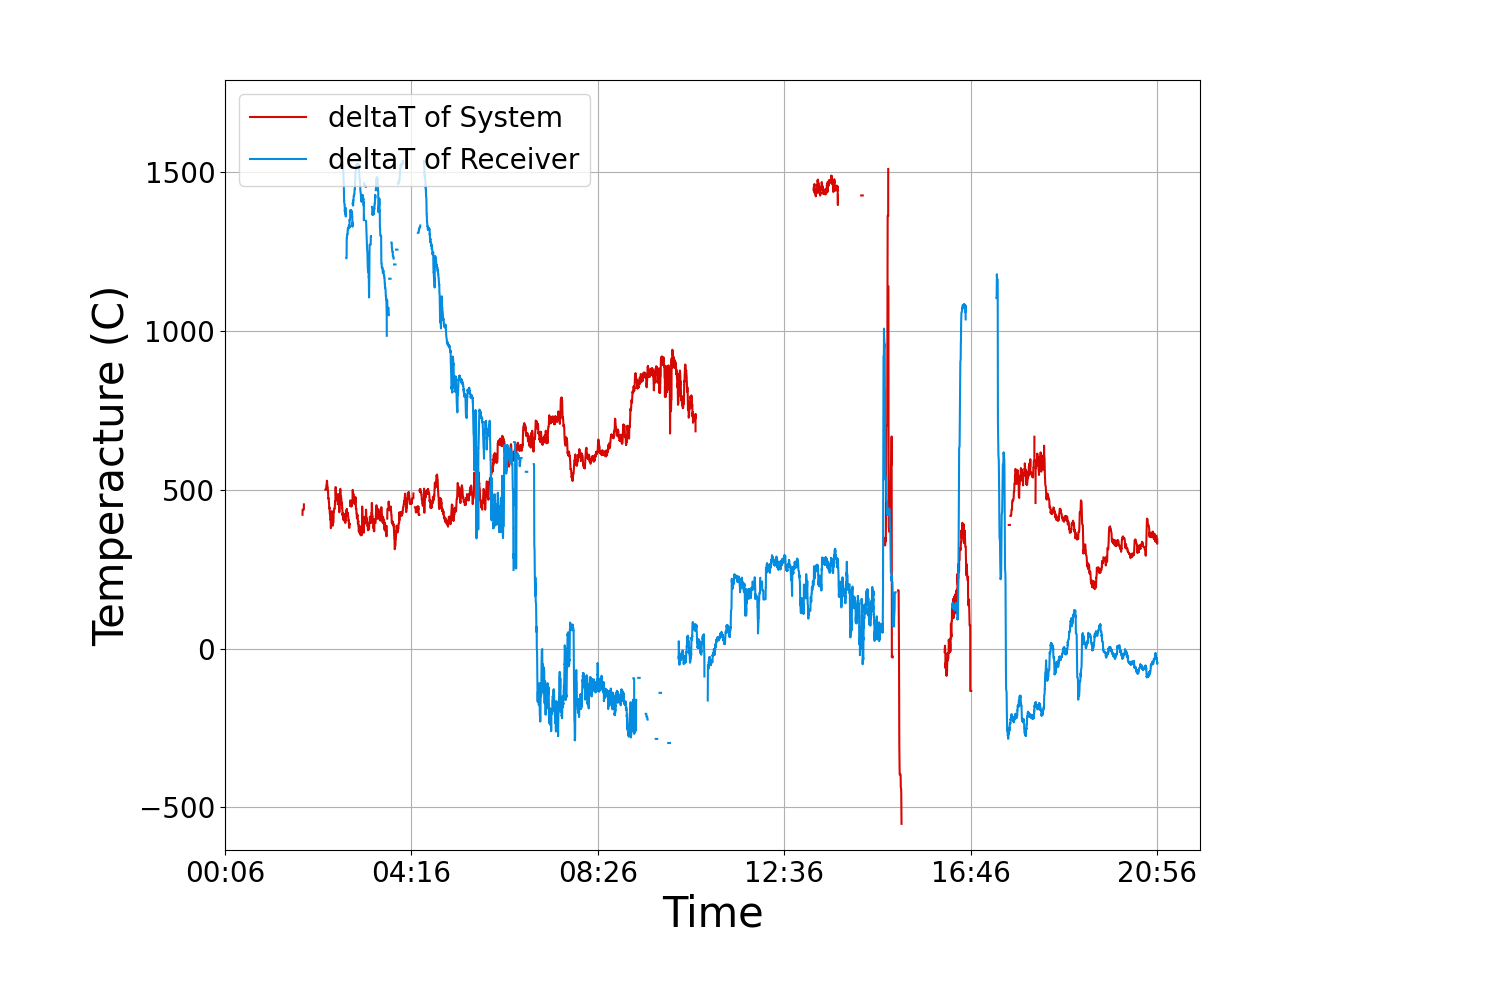 deltaT of System
deltaT of Receiver
1500
1000
500
0
−500
Temperacture (C)
00:06 04:16 08:26 12:36 16:46 20:56
Time